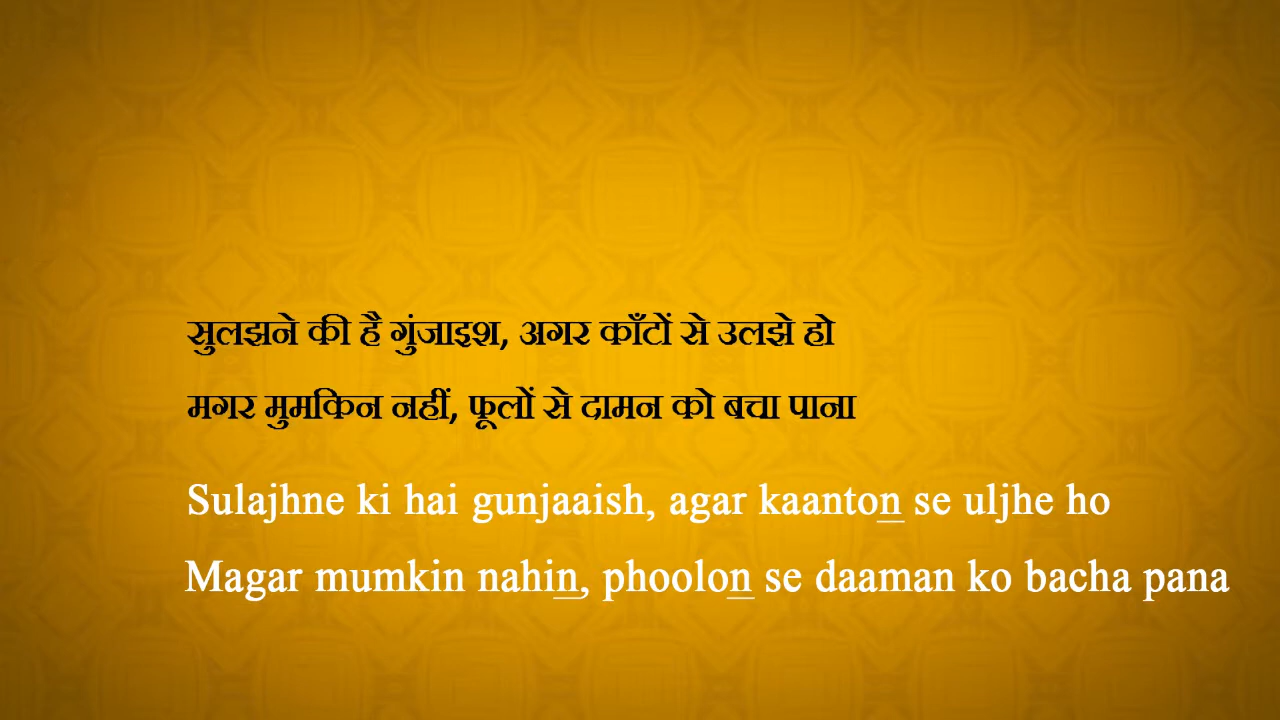 सुलझने की है गुंजाइश, अगर काँटों से उलझे हो
मगर मुमकिन नहीं, फूलों से दामन को बचा पाना
Sulajhne ki hai gunjaaish, agar kaanton se uljhe ho
Magar mumkin nahin, phoolon se daaman ko bacha pana